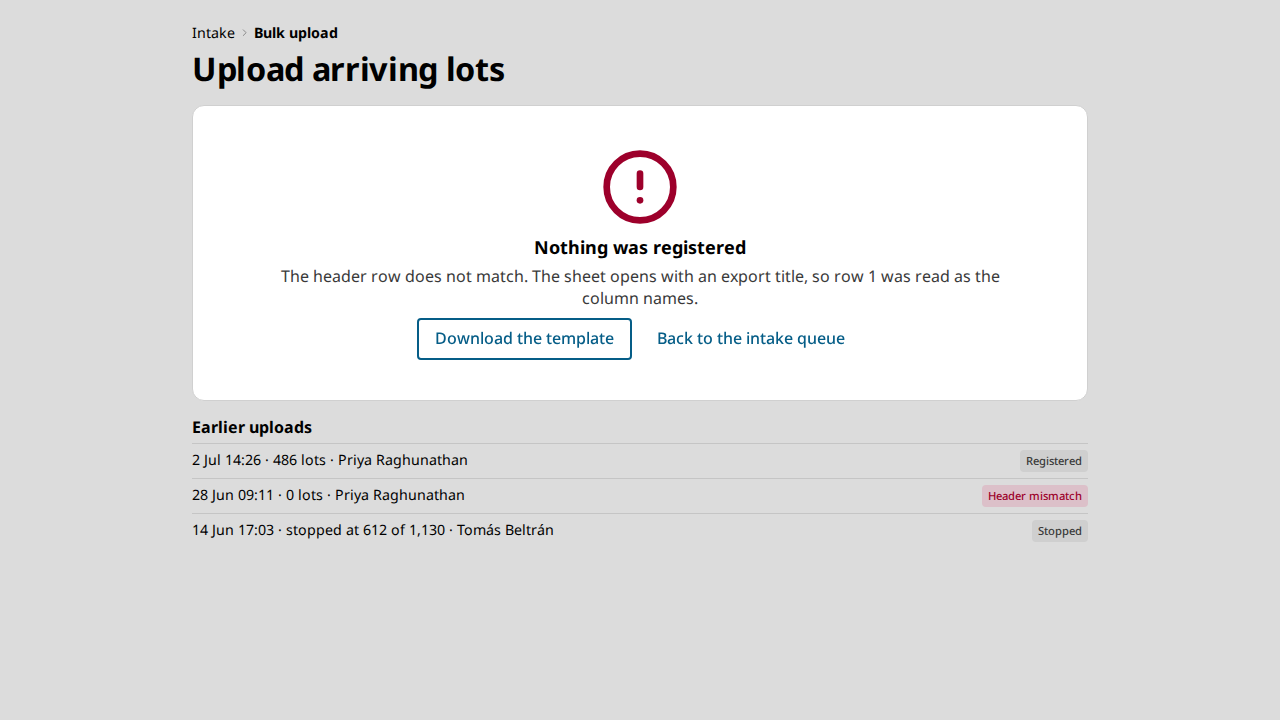 Intake
Bulk upload
Upload arriving lots
Nothing was registered
The header row does not match. The sheet opens with an export title, so row 1 was read as the
column names.
Download the template
Back to the intake queue
Earlier uploads
2 Jul 14:26 · 486 lots · Priya Raghunathan
Registered
28 Jun 09:11 · 0 lots · Priya Raghunathan
Header mismatch
14 Jun 17:03 · stopped at 612 of 1,130 · Tomás Beltrán
Stopped